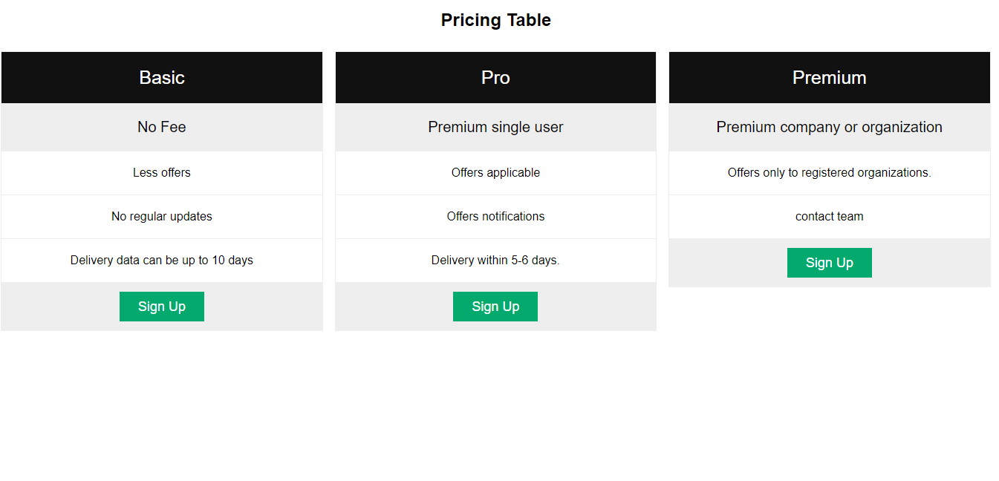 Pricing Table
Basic
No Fee
Less offers
No regular updates
Delivery data can be up to 10 days
Sign Up
Pro
Premium single user
Offers applicable
Offers notifications
Delivery within 5-6 days.
Sign Up
Premium
Premium company or organization
Offers only to registered organizations.
contact team
Sign Up